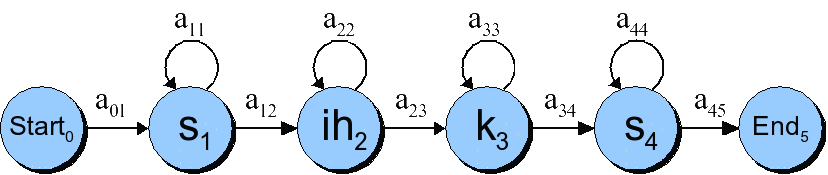 a11 a22 a33 a44
a01 a12 a23 a34 a45
Start0 s1 ih2 k3 s4 End5